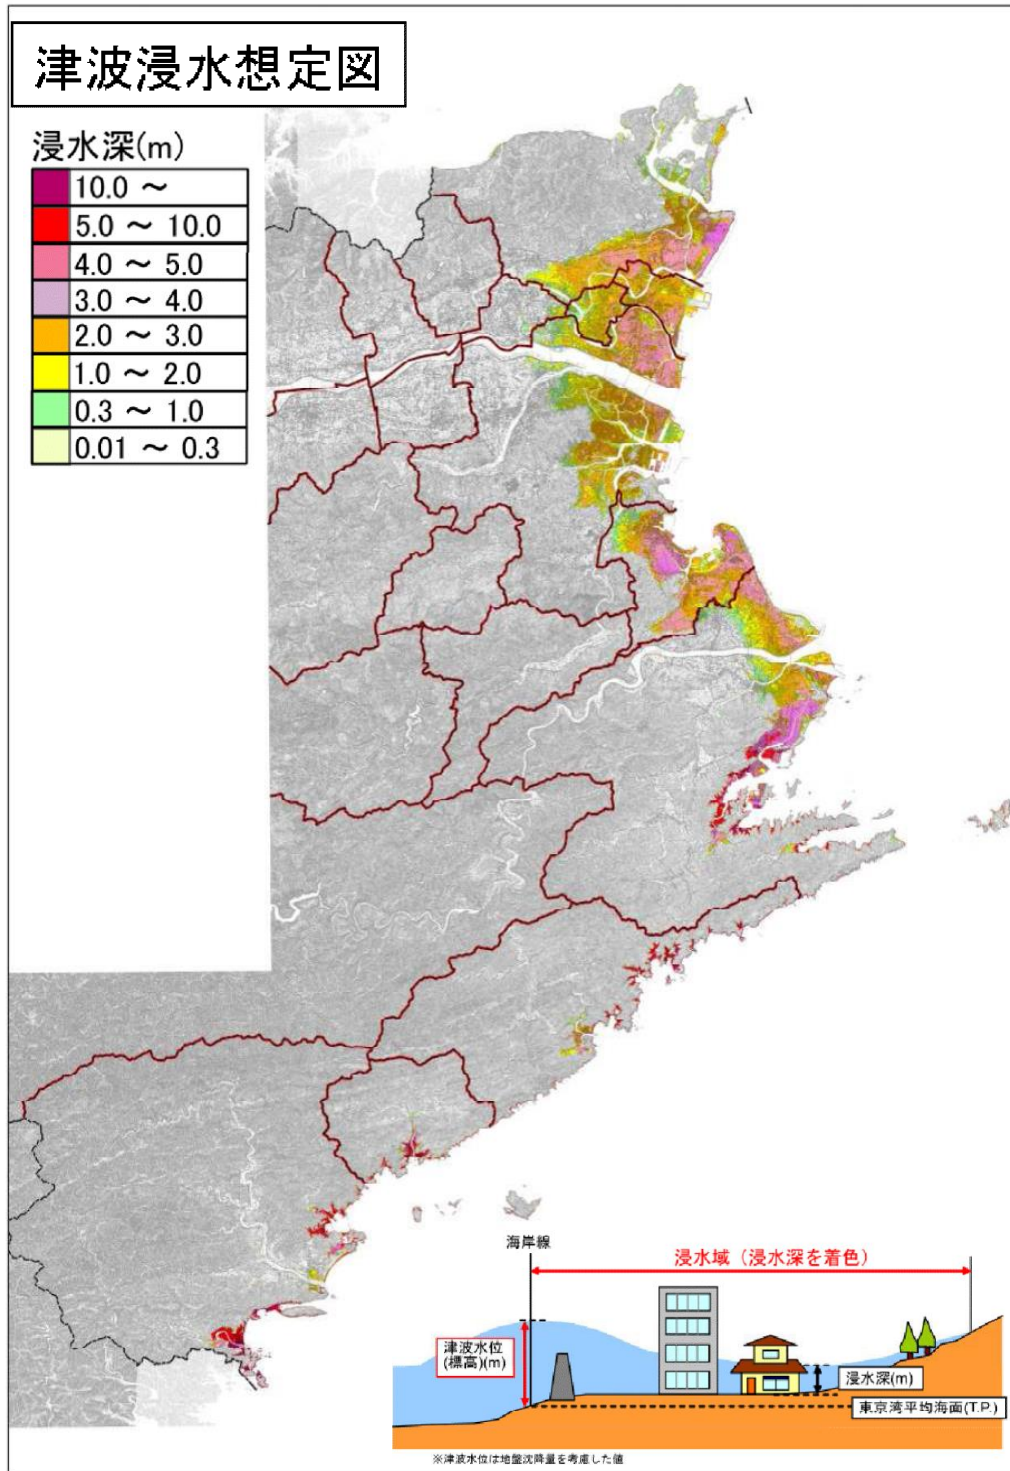 津波浸水想定図
浸水深(m)
10.0 ～
5.0 ～ 10.0
4.0 ～ 5.0
3.0 ～ 4.0
2.0 ～ 3.0
1.0 ～ 2.0
0.3 ～ 1.0
0.01 ～ 0.3
海岸線
浸水域（浸水深を着色）
津波水位
(標高)(m)
浸水深(m)
東京湾平均海面(T.P.)
※津波水位は地盤沈降量を考慮した値